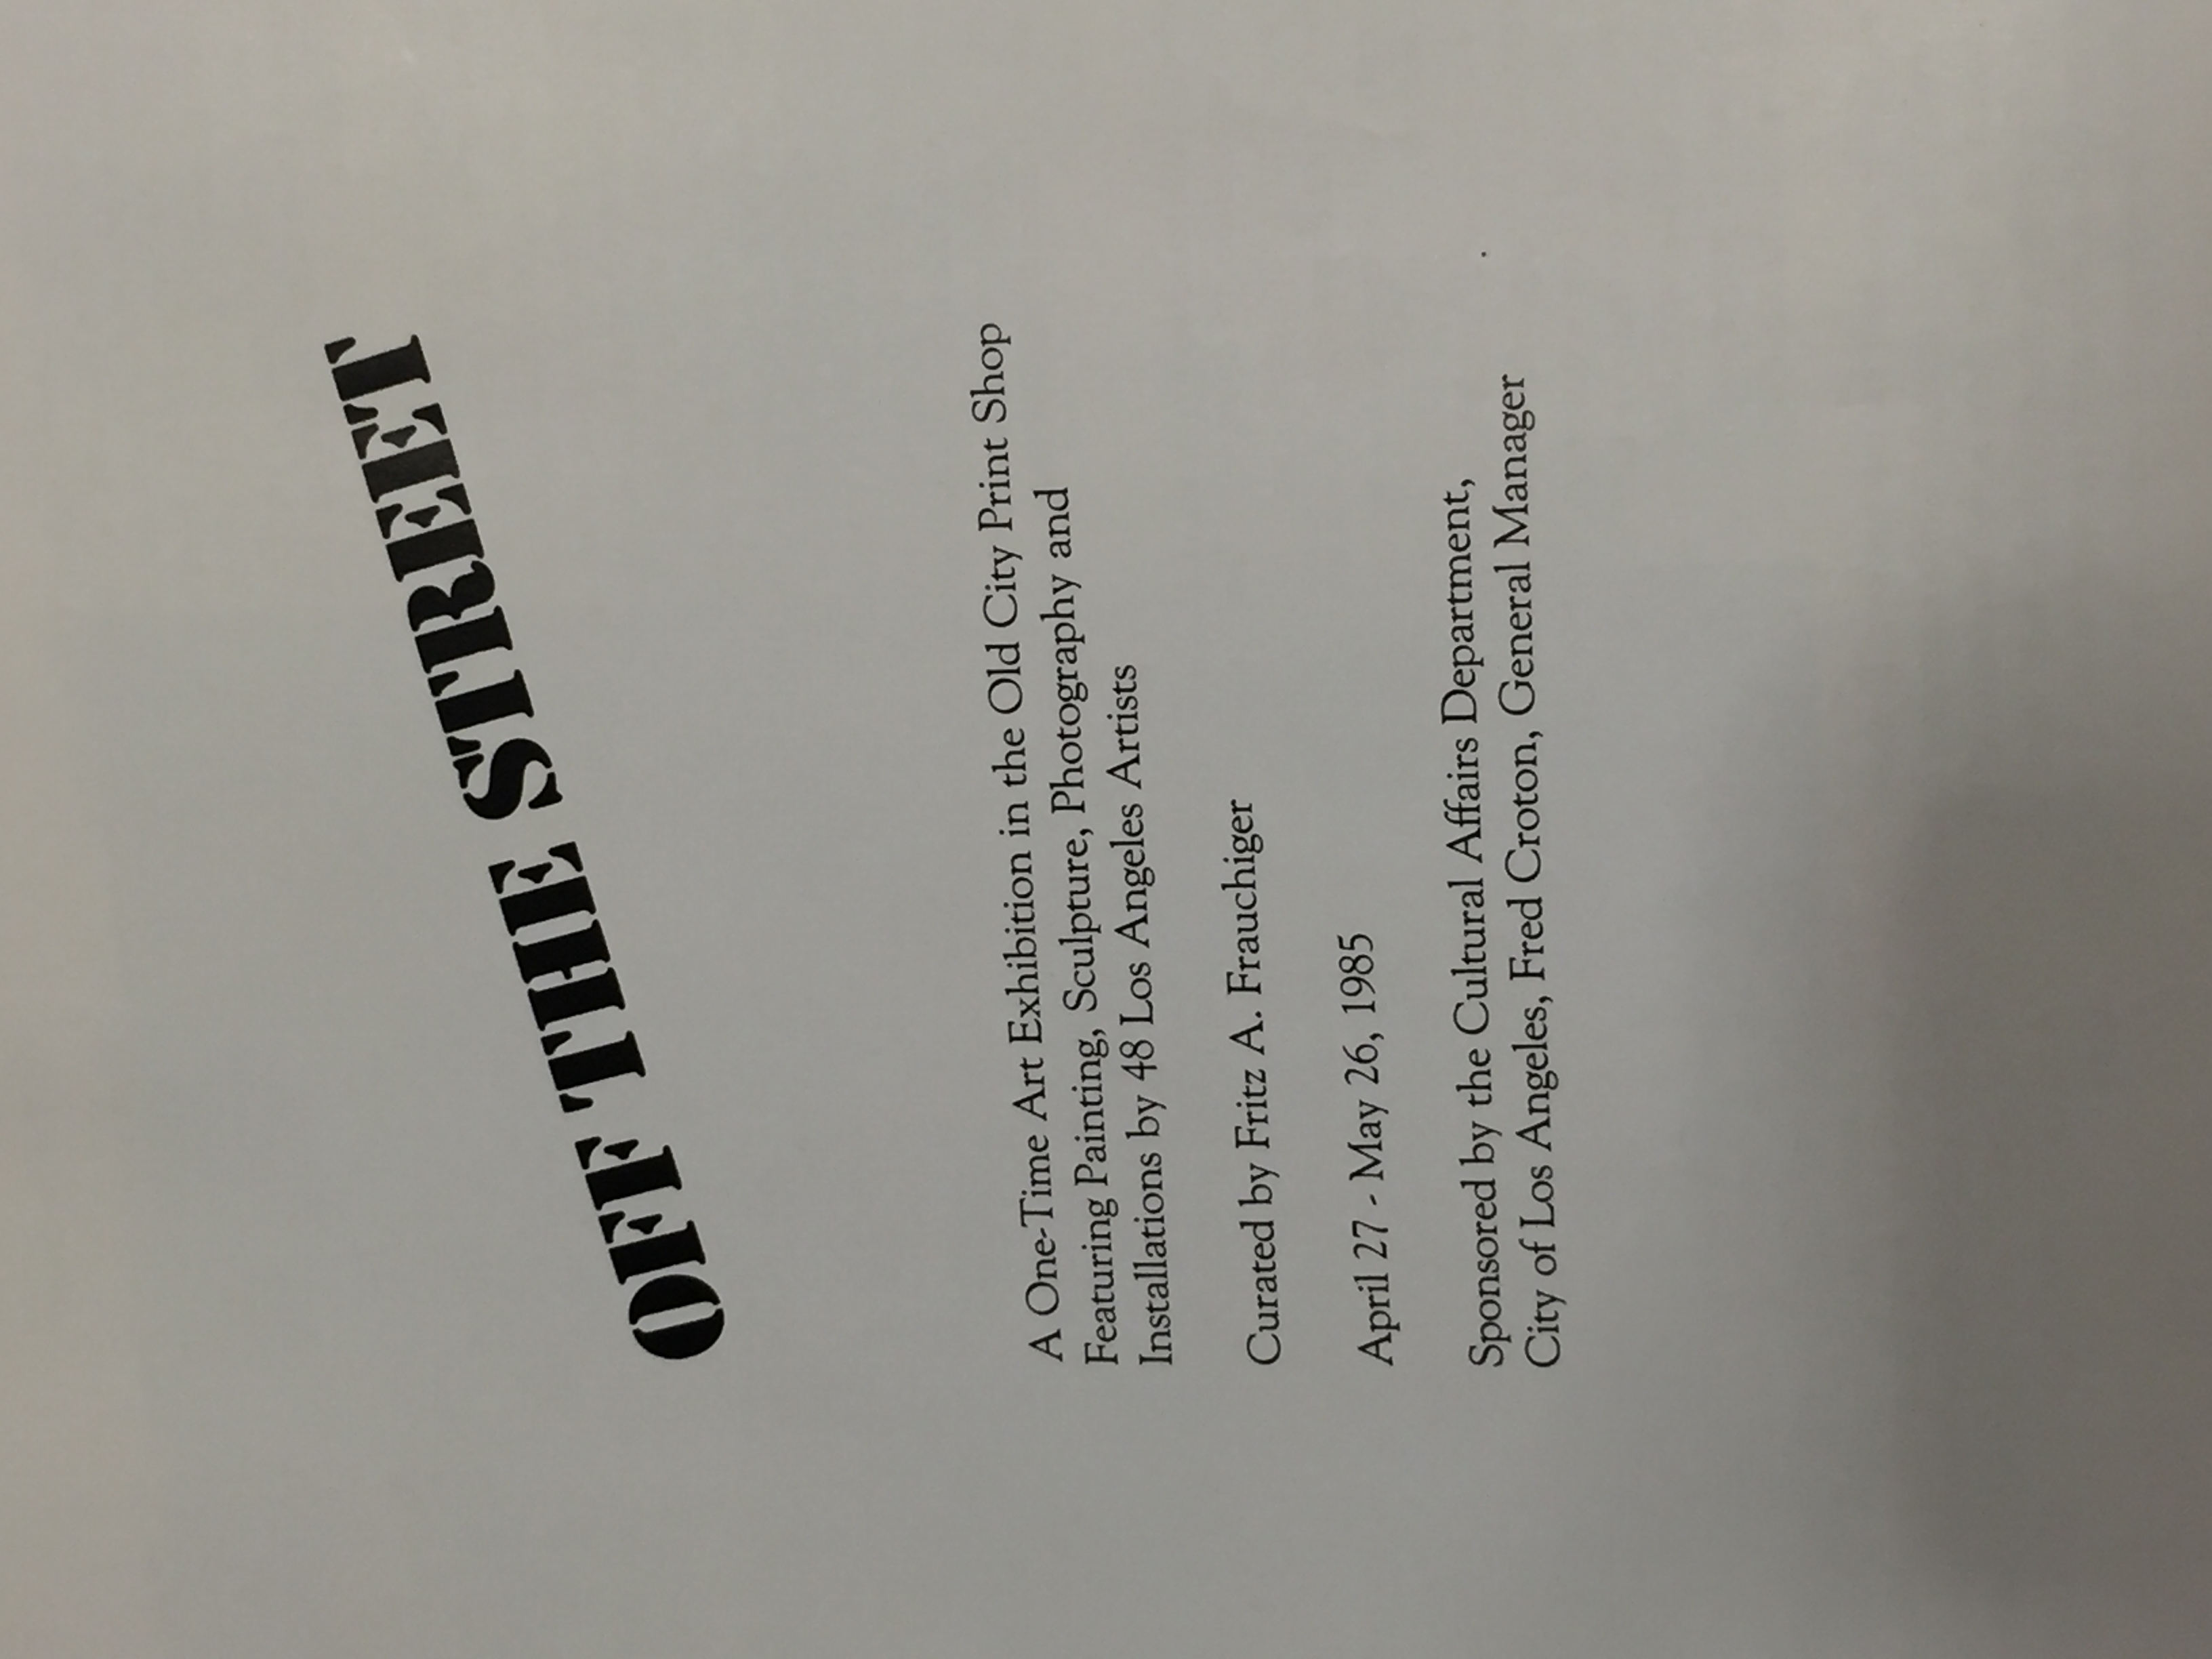 OFF THE STREET
A One-Time Art Exhibition in the Old City Print Shop
Featuring Painting, Sculpture, Photography and
Installations by 48 Los Angeles Artists
Curated by Fritz A. Frauchiger
April 27 - May 26, 1985
Sponsored by the Cultural Affairs Department,
City of Los Angeles, Fred Croton, General Manager